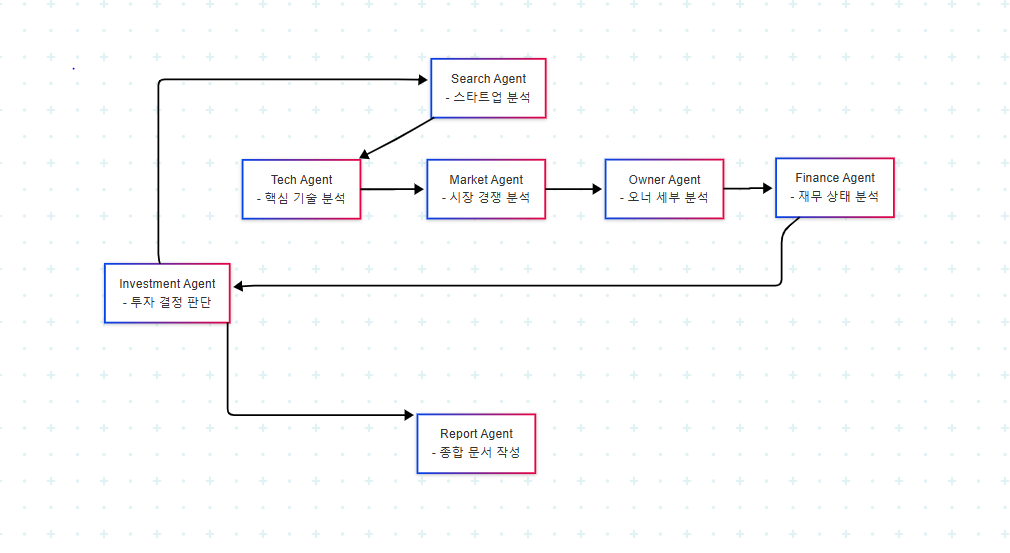 Search Agent
- 스타트업 분석
Tech Agent
- 핵심 기술 분석
Market Agent
- 시장 경쟁 분석
Owner Agent
- 오너 세부 분석
Finance Agent
- 재무 상태 분석
Investment Agent
- 투자 결정 판단
Report Agent
- 종합 문서 작성